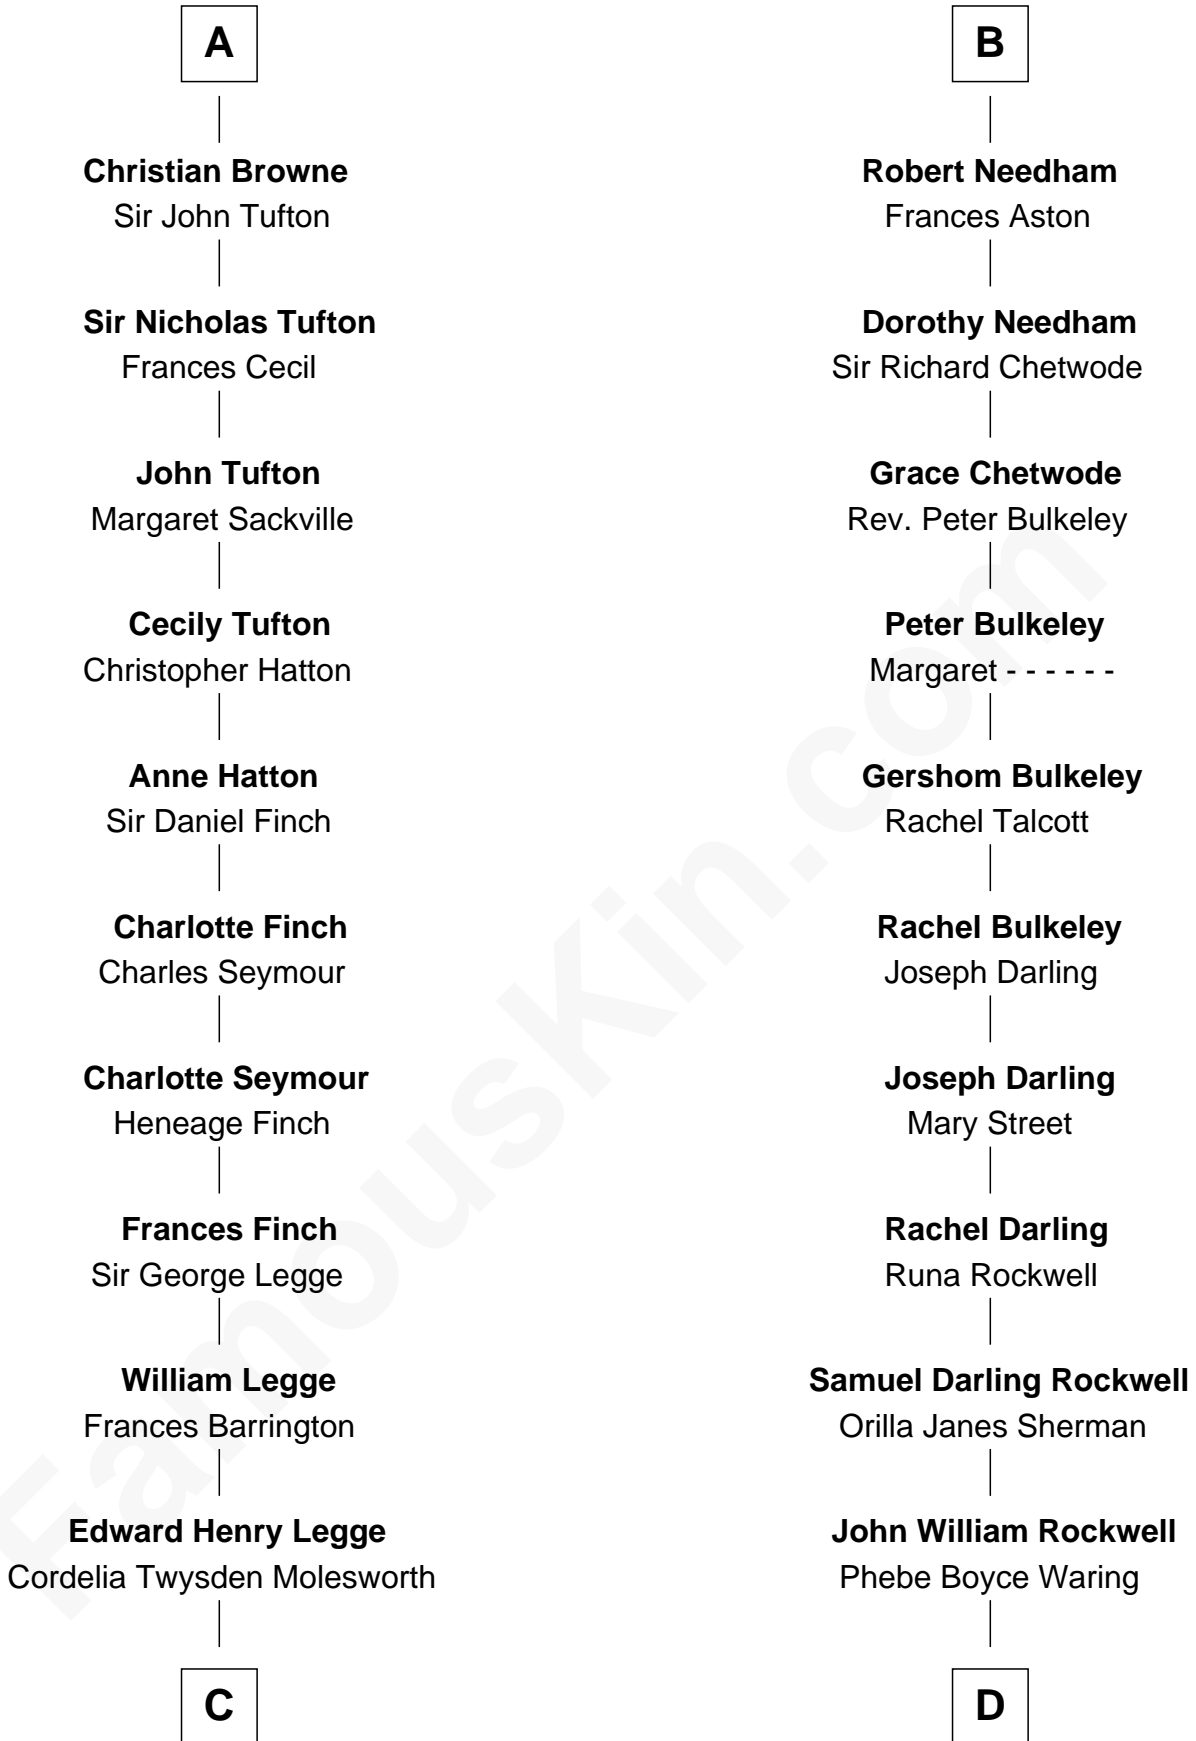 A
Christian Browne
Sir John Tufton
Sir Nicholas Tufton
Frances Cecil
John Tufton
Margaret Sackville
Cecily Tufton
Christopher Hatton
Anne Hatton
Sir Daniel Finch
Charlotte Finch
Charles Seymour
Charlotte Seymour
Heneage Finch
Frances Finch
Sir George Legge
William Legge
Frances Barrington
Edward Henry Legge
Cordelia Twysden Molesworth
C
B
Robert Needham
Frances Aston
Dorothy Needham
Sir Richard Chetwode
Grace Chetwode
Rev. Peter Bulkeley
Peter Bulkeley
Margaret - - - - - -
Gershom Bulkeley
Rachel Talcott
Rachel Bulkeley
Joseph Darling
Joseph Darling
Mary Street
Rachel Darling
Runa Rockwell
Samuel Darling Rockwell
Orilla Janes Sherman
John William Rockwell
Phebe Boyce Waring
D
FamousKin.com